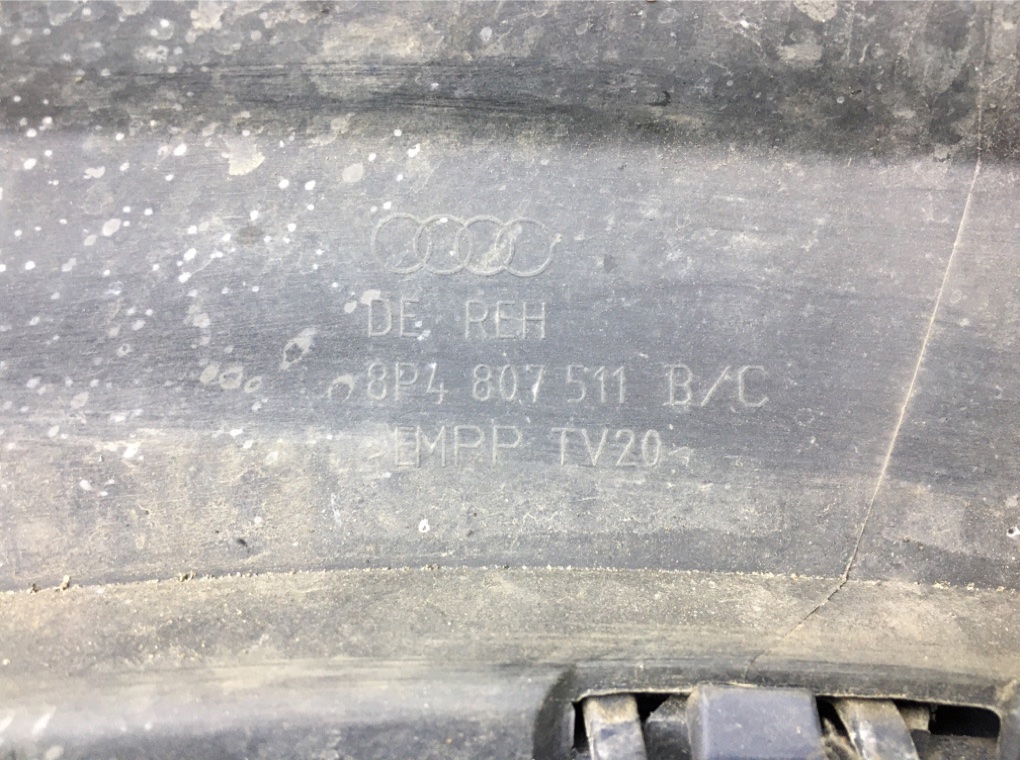 DE REH
8P4 807 511 B/C
>EMPP TV20<